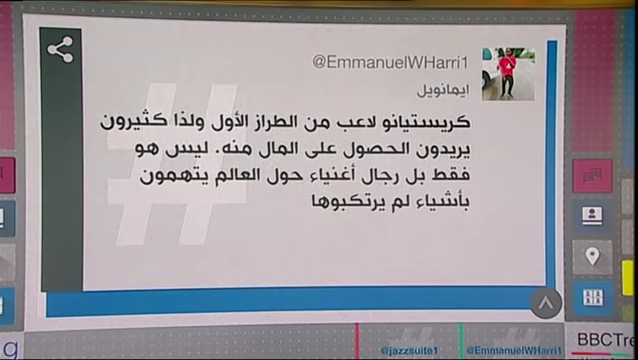 @EmmanuelWHarri1
ايمانويل
كريستيانو لاعب من الطراز الأول ولذا كثيرون
يريدون الحصول على المال منه. ليس هو
فقط بل رجال أغنياء حول العالم يتهمون
بأشياء لم يرتكبوها
@jazzsuite1
@EmmanuelWHarri1
BBCTre